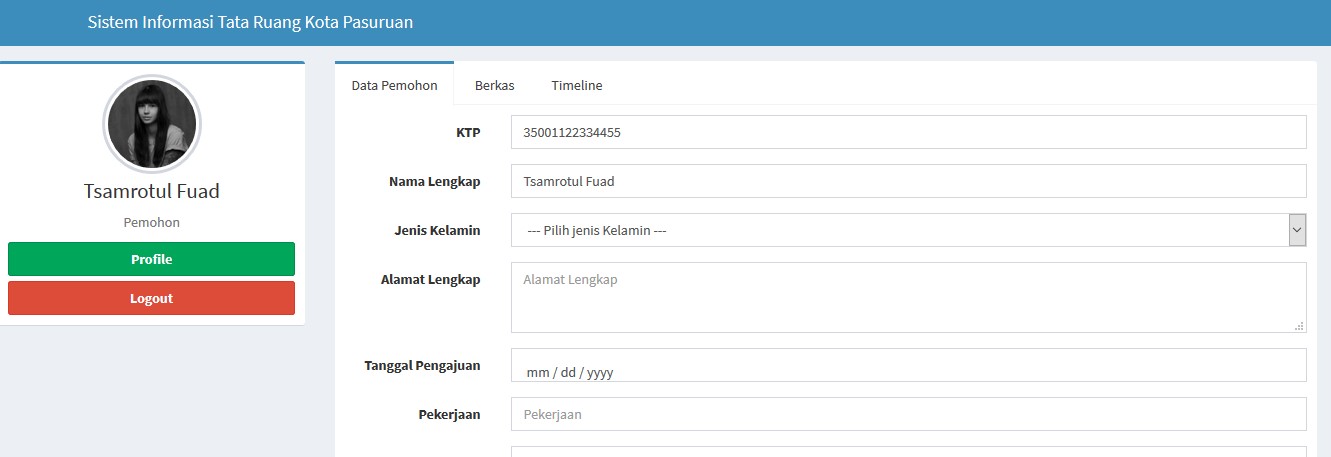 Sistem Informasi Tata Ruang Kota Pasuruan
Tsamrotul Fuad
Pemohon
Profile
Logout
Data Pemohon Berkas Timeline
KTP 35001122334455
Nama Lengkap Tsamrotul Fuad
Jenis Kelamin --- Pilih jenis Kelamin ---
Alamat Lengkap Alamat Lengkap
Tanggal Pengajuan mm / dd / yyyy
Pekerjaan Pekerjaan